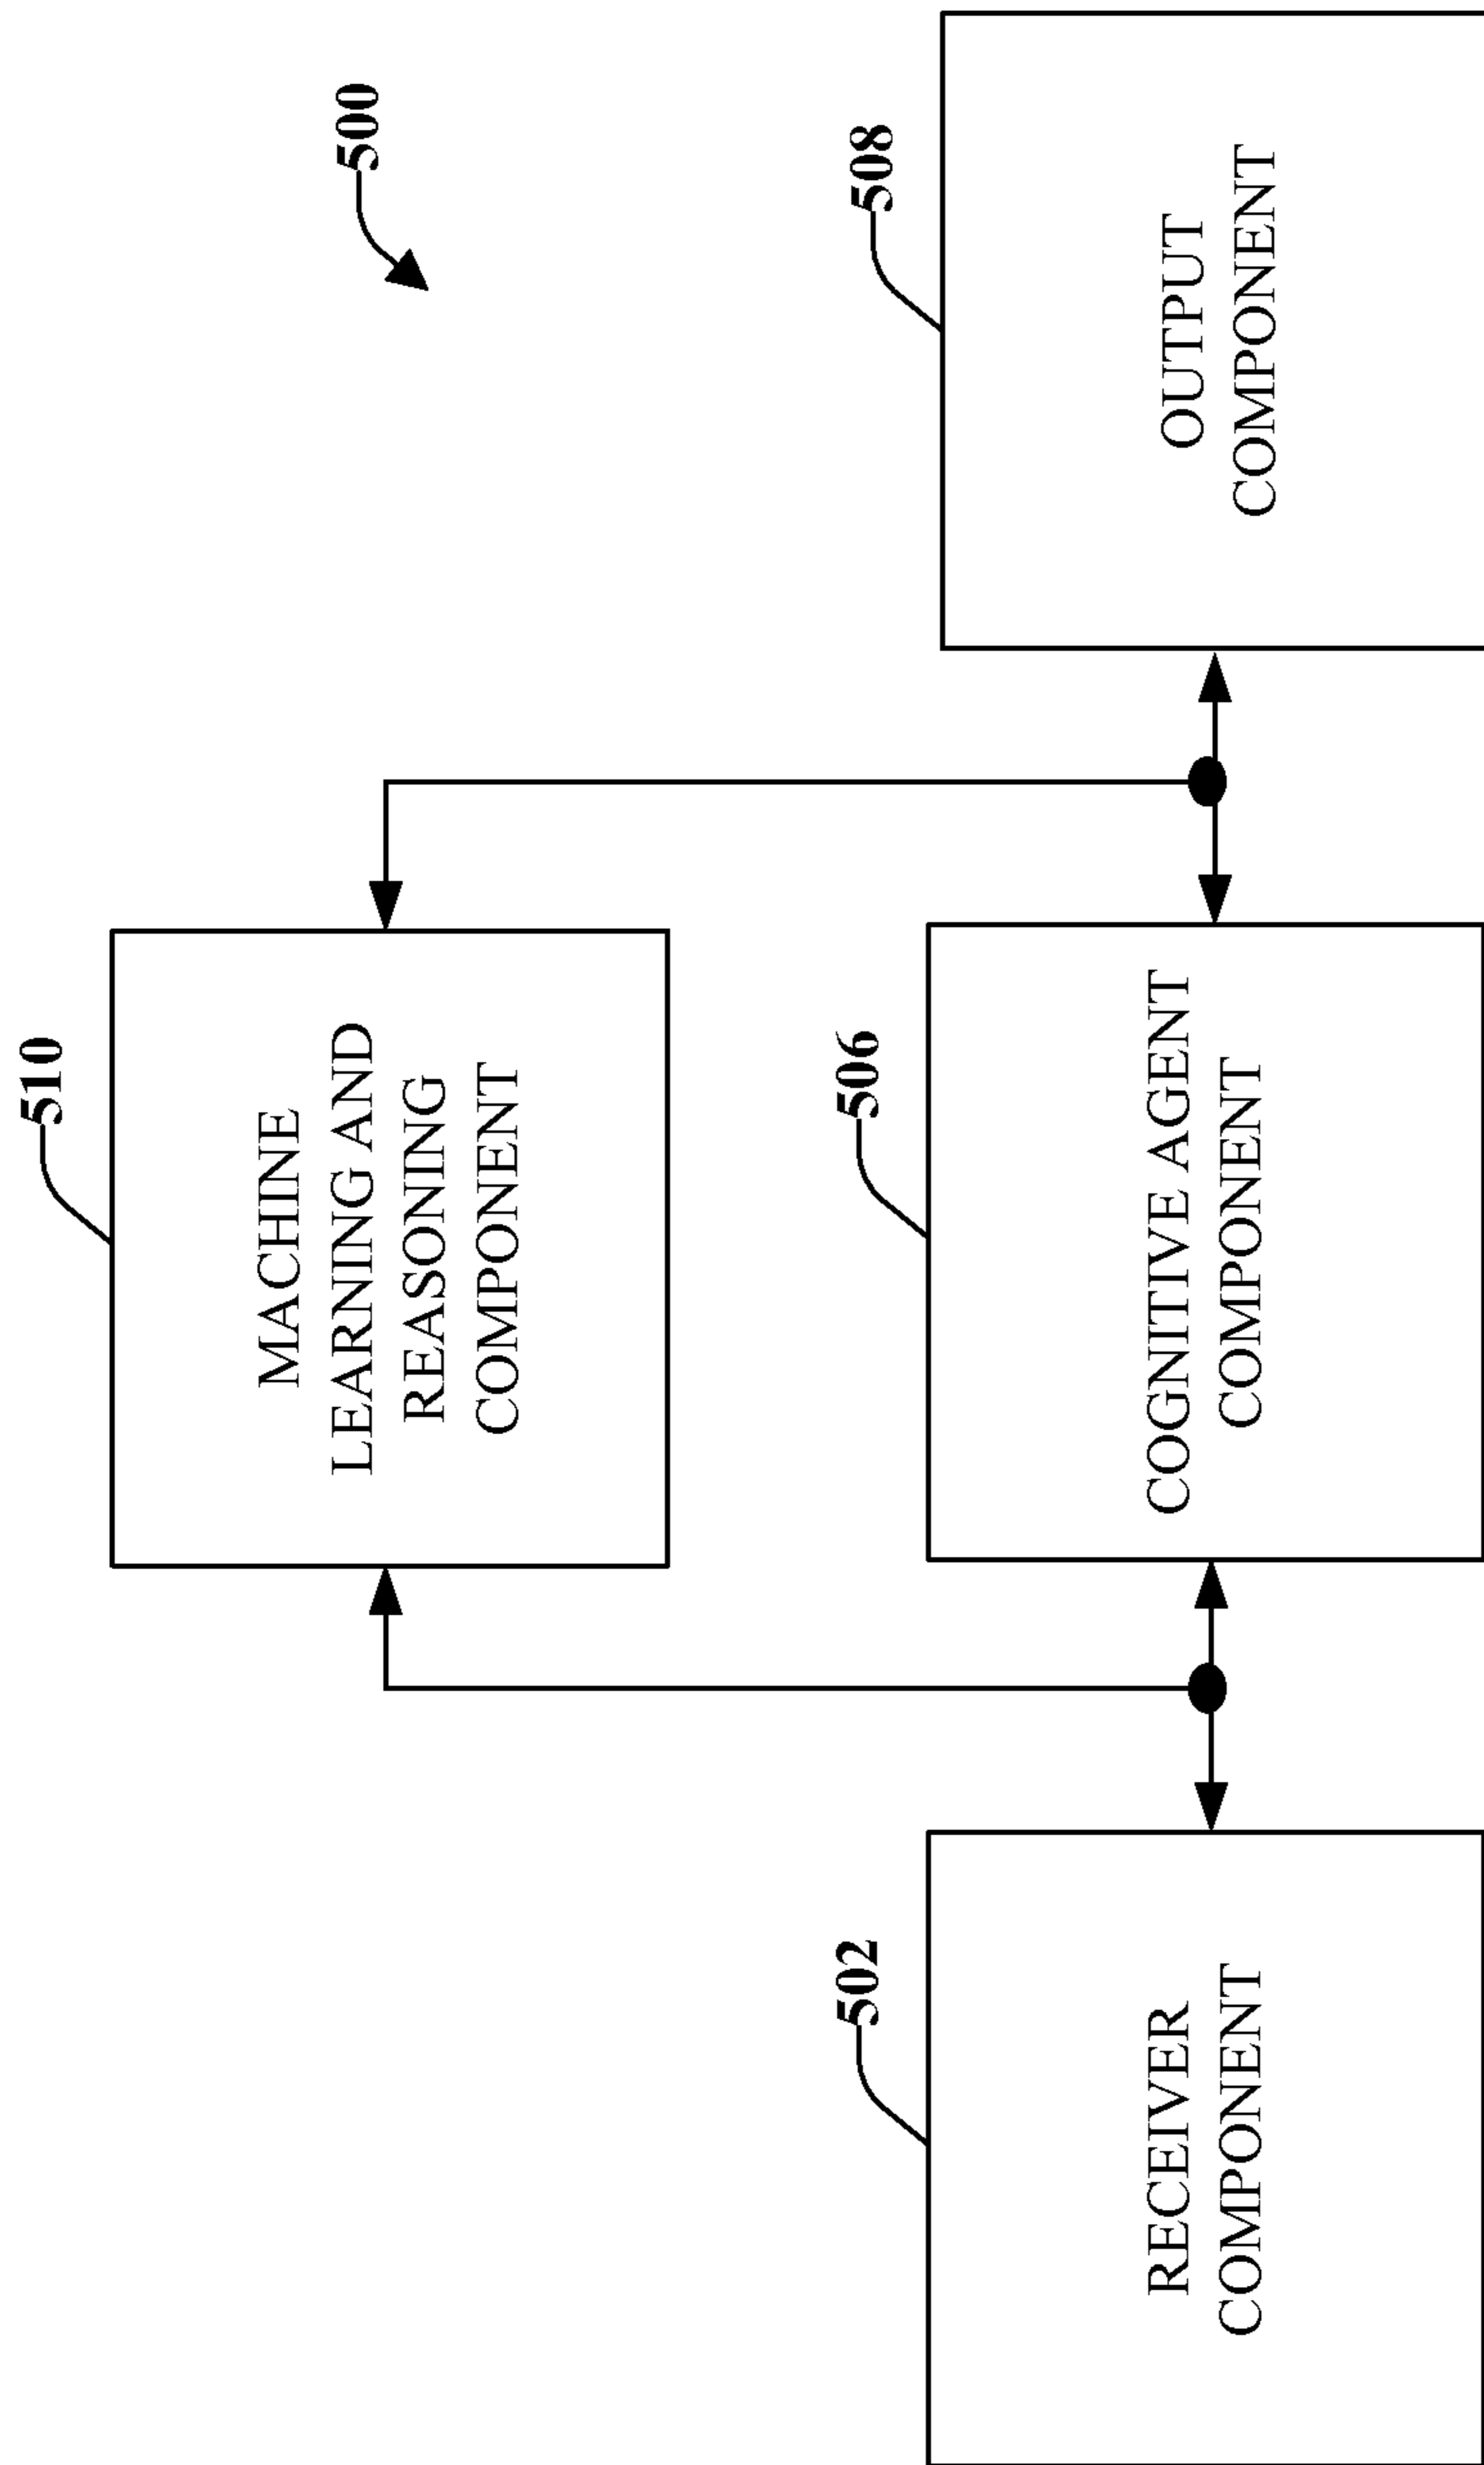 500
510
MACHINE
LEARNING AND
REASONING
COMPONENT
502
RECEIVER
COMPONENT
506
COGNITIVE AGENT
COMPONENT
508
OUTPUT
COMPONENT